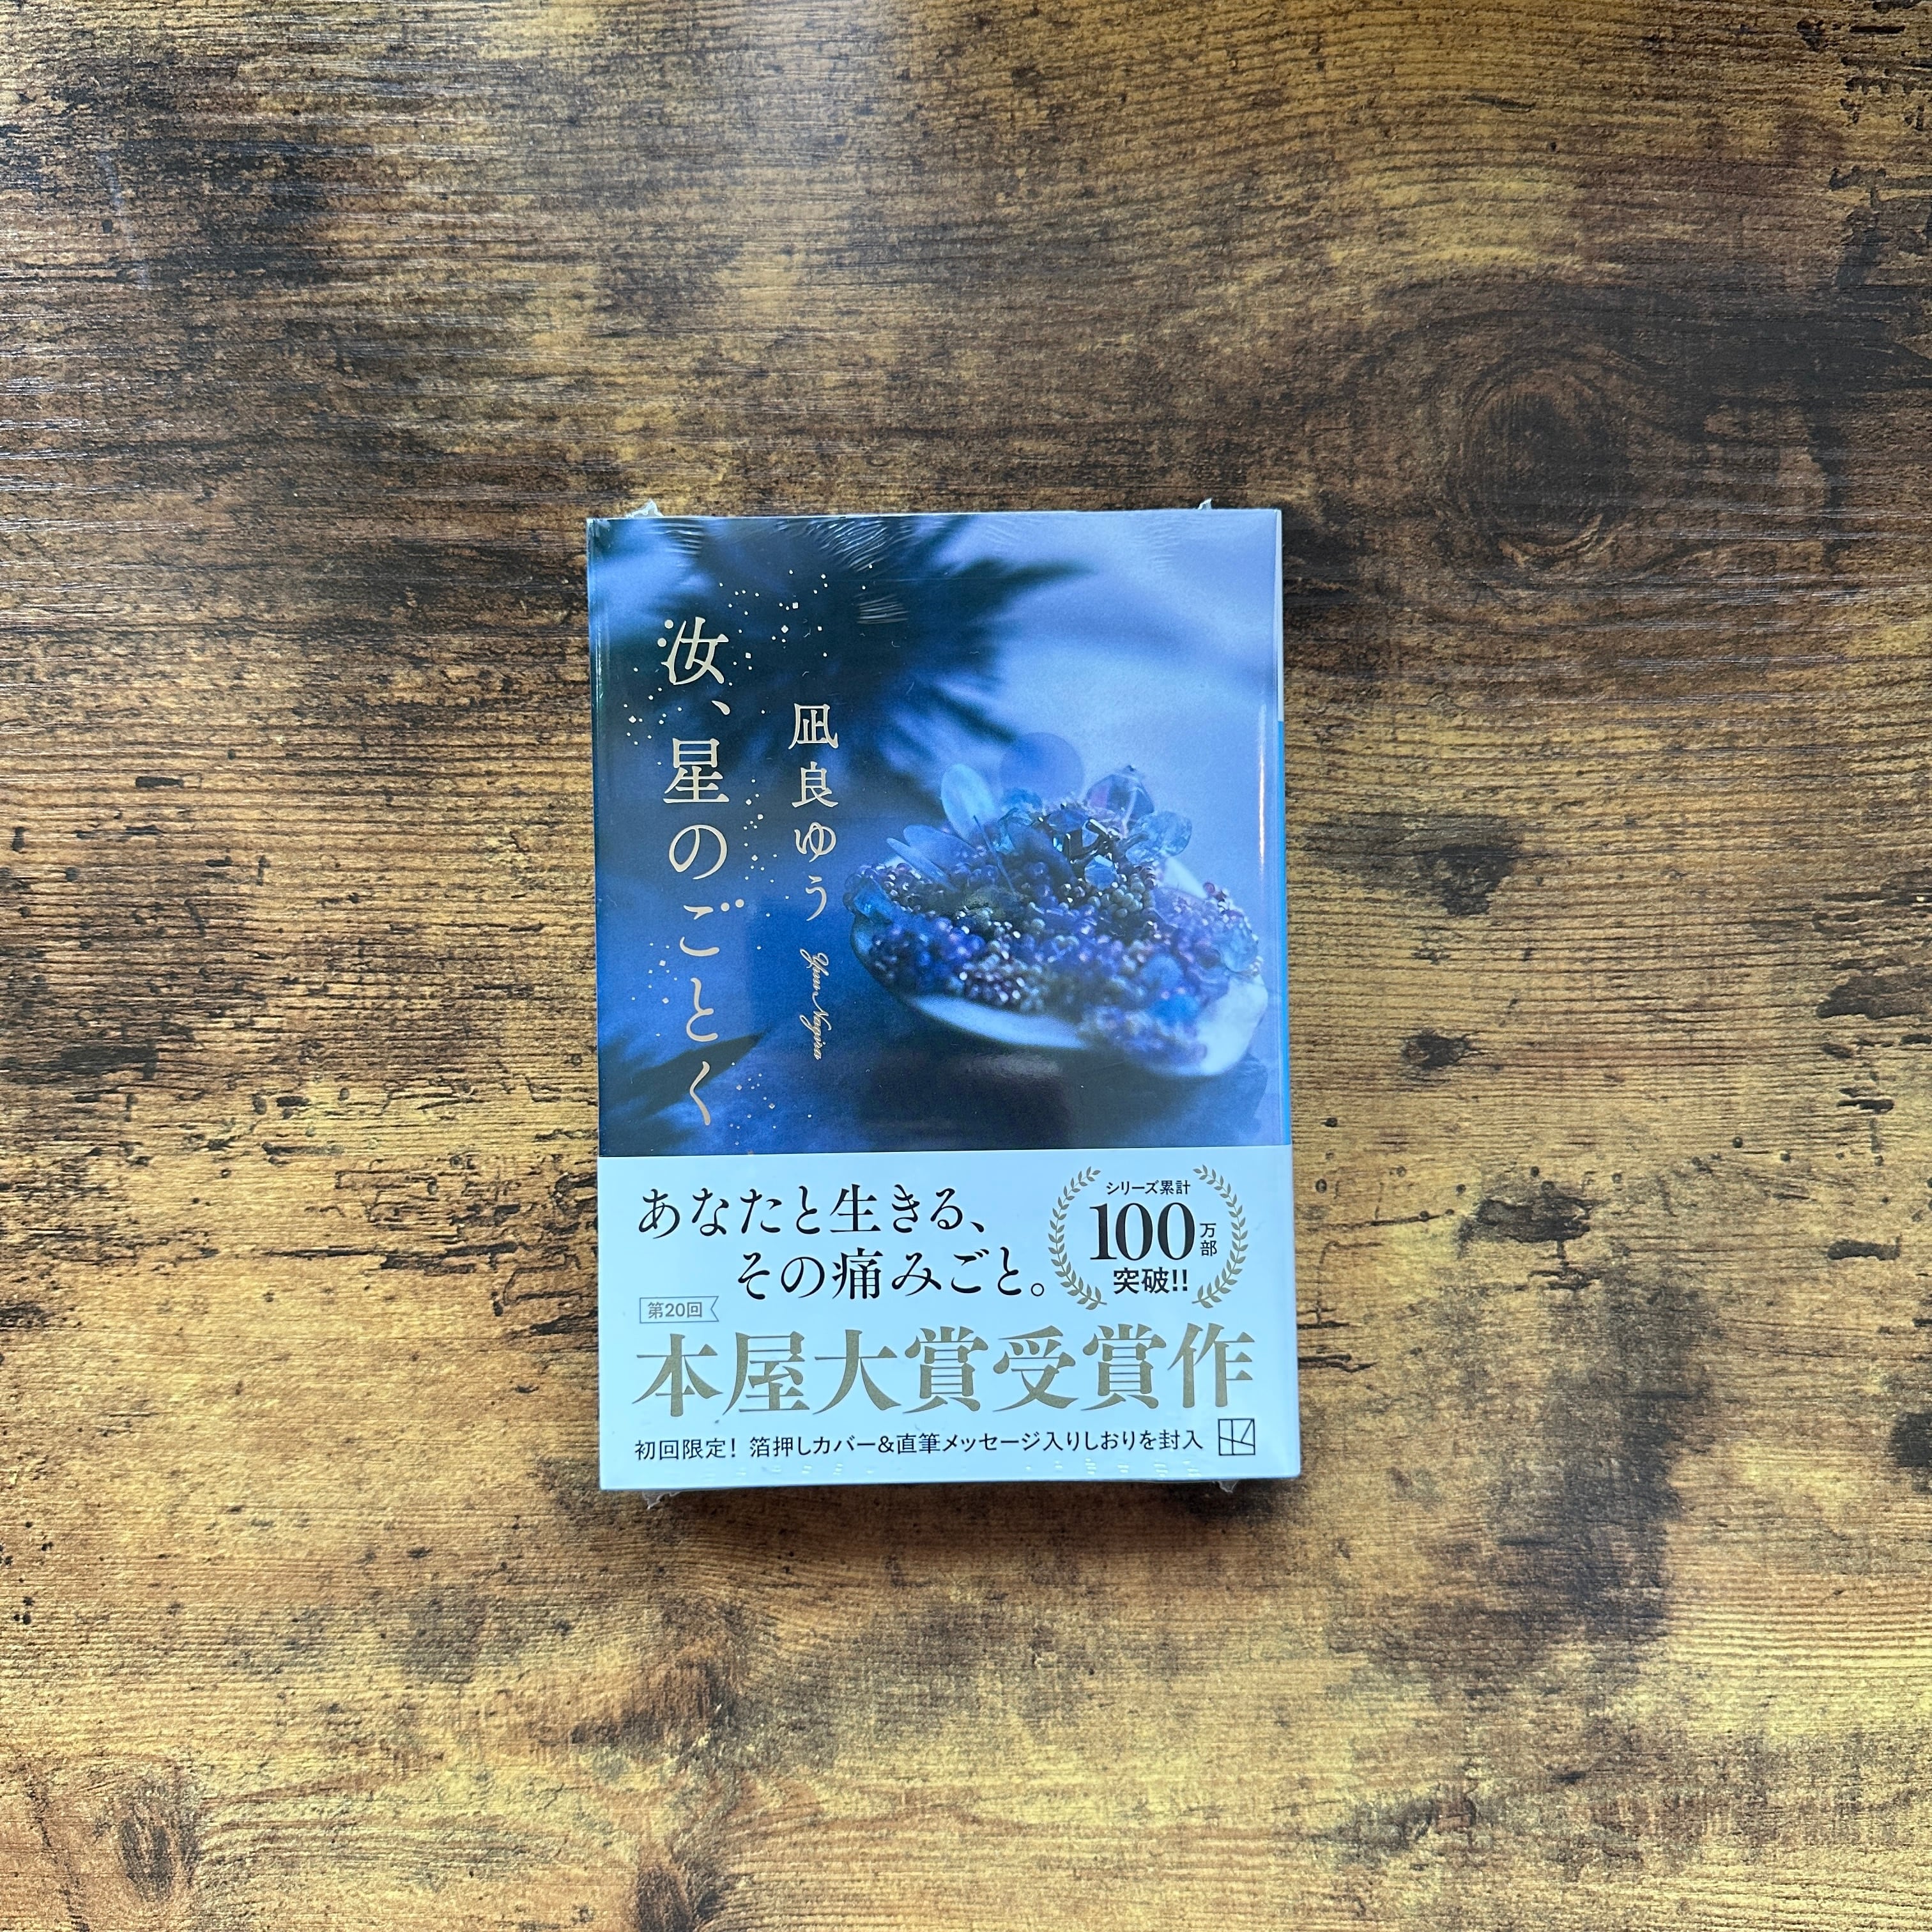 汝、星のごとく
凪良ゆう
Yuu Nagira
あなたと生きる、
その痛みごと。
シリーズ累計
100万部
突破!!
第20回
本屋大賞受賞作
初回限定! 箔押しカバー&直筆メッセージ入りしおりを封入